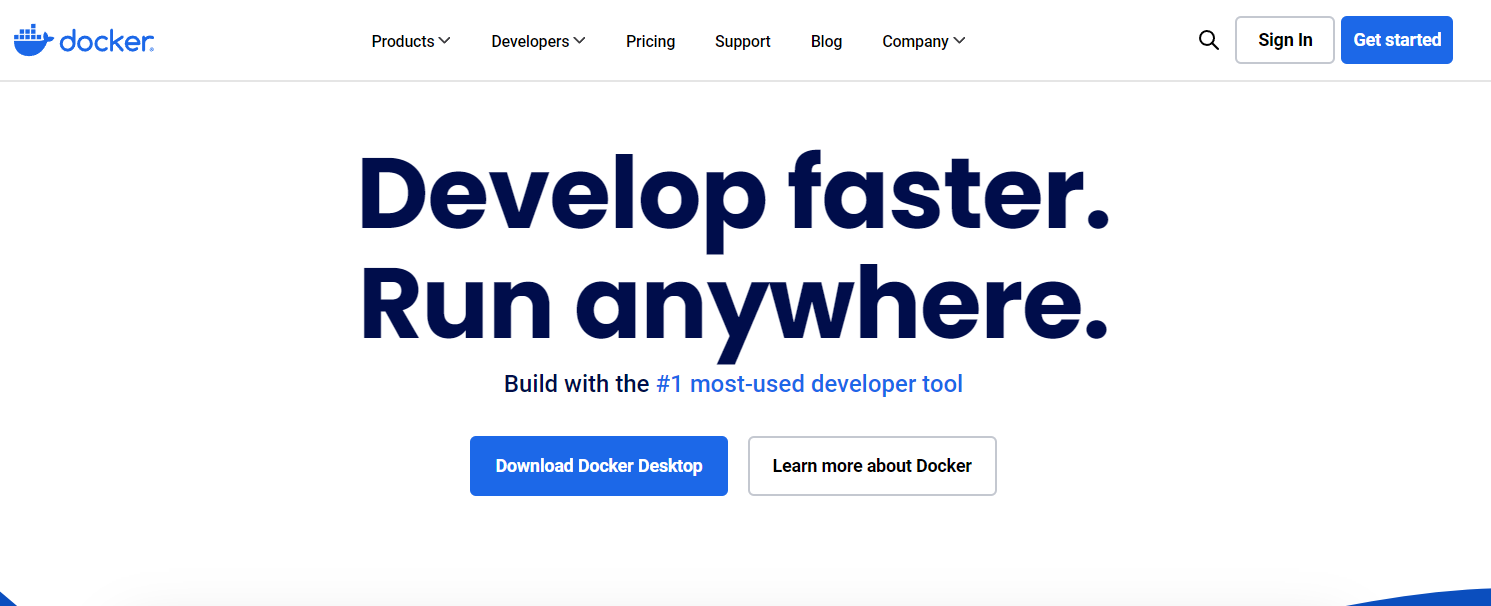 docker
Products Developers Pricing Support Blog Company Sign In Get started
Develop faster.
Run anywhere.
Build with the #1 most-used developer tool
Download Docker Desktop Learn more about Docker